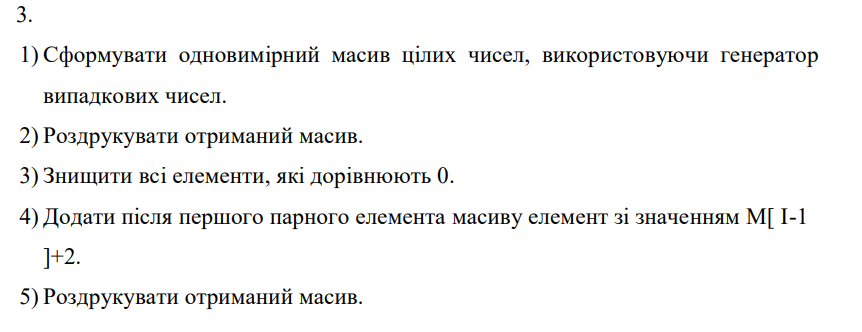 3.
1) Сформувати одновимірний масив цілих чисел, використовуючи генератор
випадкових чисел.
2) Роздрукувати отриманий масив.
3) Знищити всі елементи, які дорівнюють 0.
4) Додати після першого парного елемента масиву елемент зі значенням M[ I-1
]+2.
5) Роздрукувати отриманий масив.